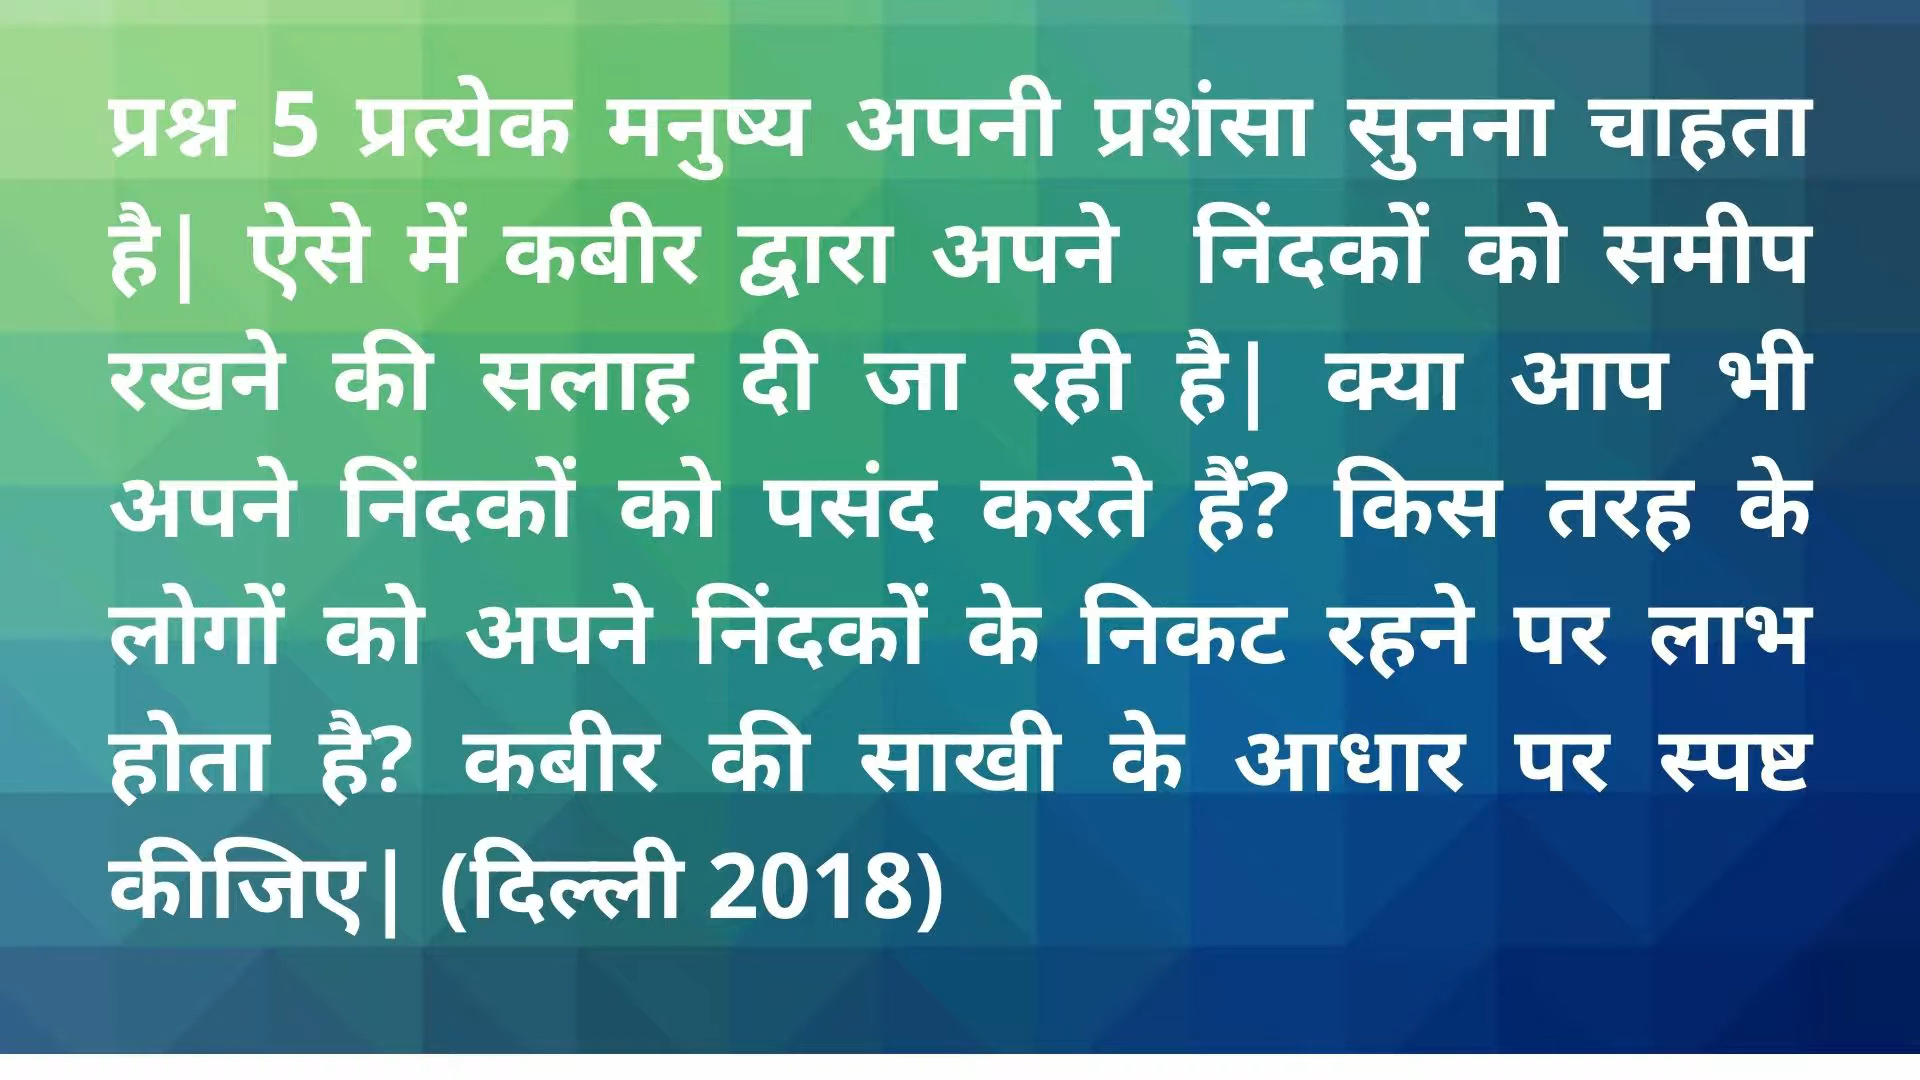 प्रश्न 5 प्रत्येक मनुष्य अपनी प्रशंसा सुनना चाहता
है| ऐसे में कबीर द्वारा अपने निंदकों को समीप
रखने की सलाह दी जा रही है| क्या आप भी
अपने निंदकों को पसंद करते हैं? किस तरह के
लोगों को अपने निंदकों के निकट रहने पर लाभ
होता है? कबीर की साखी के आधार पर स्पष्ट
कीजिए| (दिल्ली 2018)